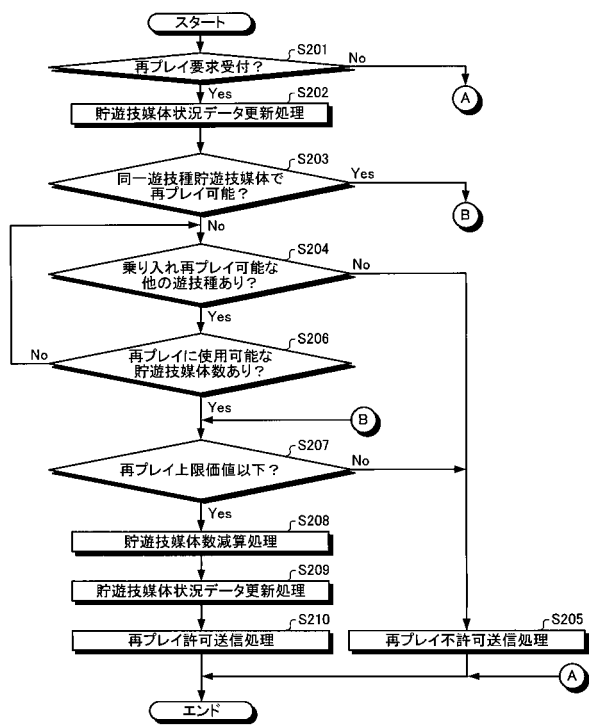 スタート
S201
再プレイ要求受付？
No
Yes
A
S202
貯遊技媒体状況データ更新処理
S203
同一遊技種貯遊技媒体で
再プレイ可能？
Yes
No
B
S204
乗り入れ再プレイ可能な
他の遊技種あり？
No
Yes
S206
再プレイに使用可能な
貯遊技媒体数あり？
No
Yes
B
S207
再プレイ上限価値以下？
No
Yes
S208
貯遊技媒体数減算処理
S209
貯遊技媒体状況データ更新処理
S210
再プレイ許可送信処理
S205
再プレイ不許可送信処理
A
エンド